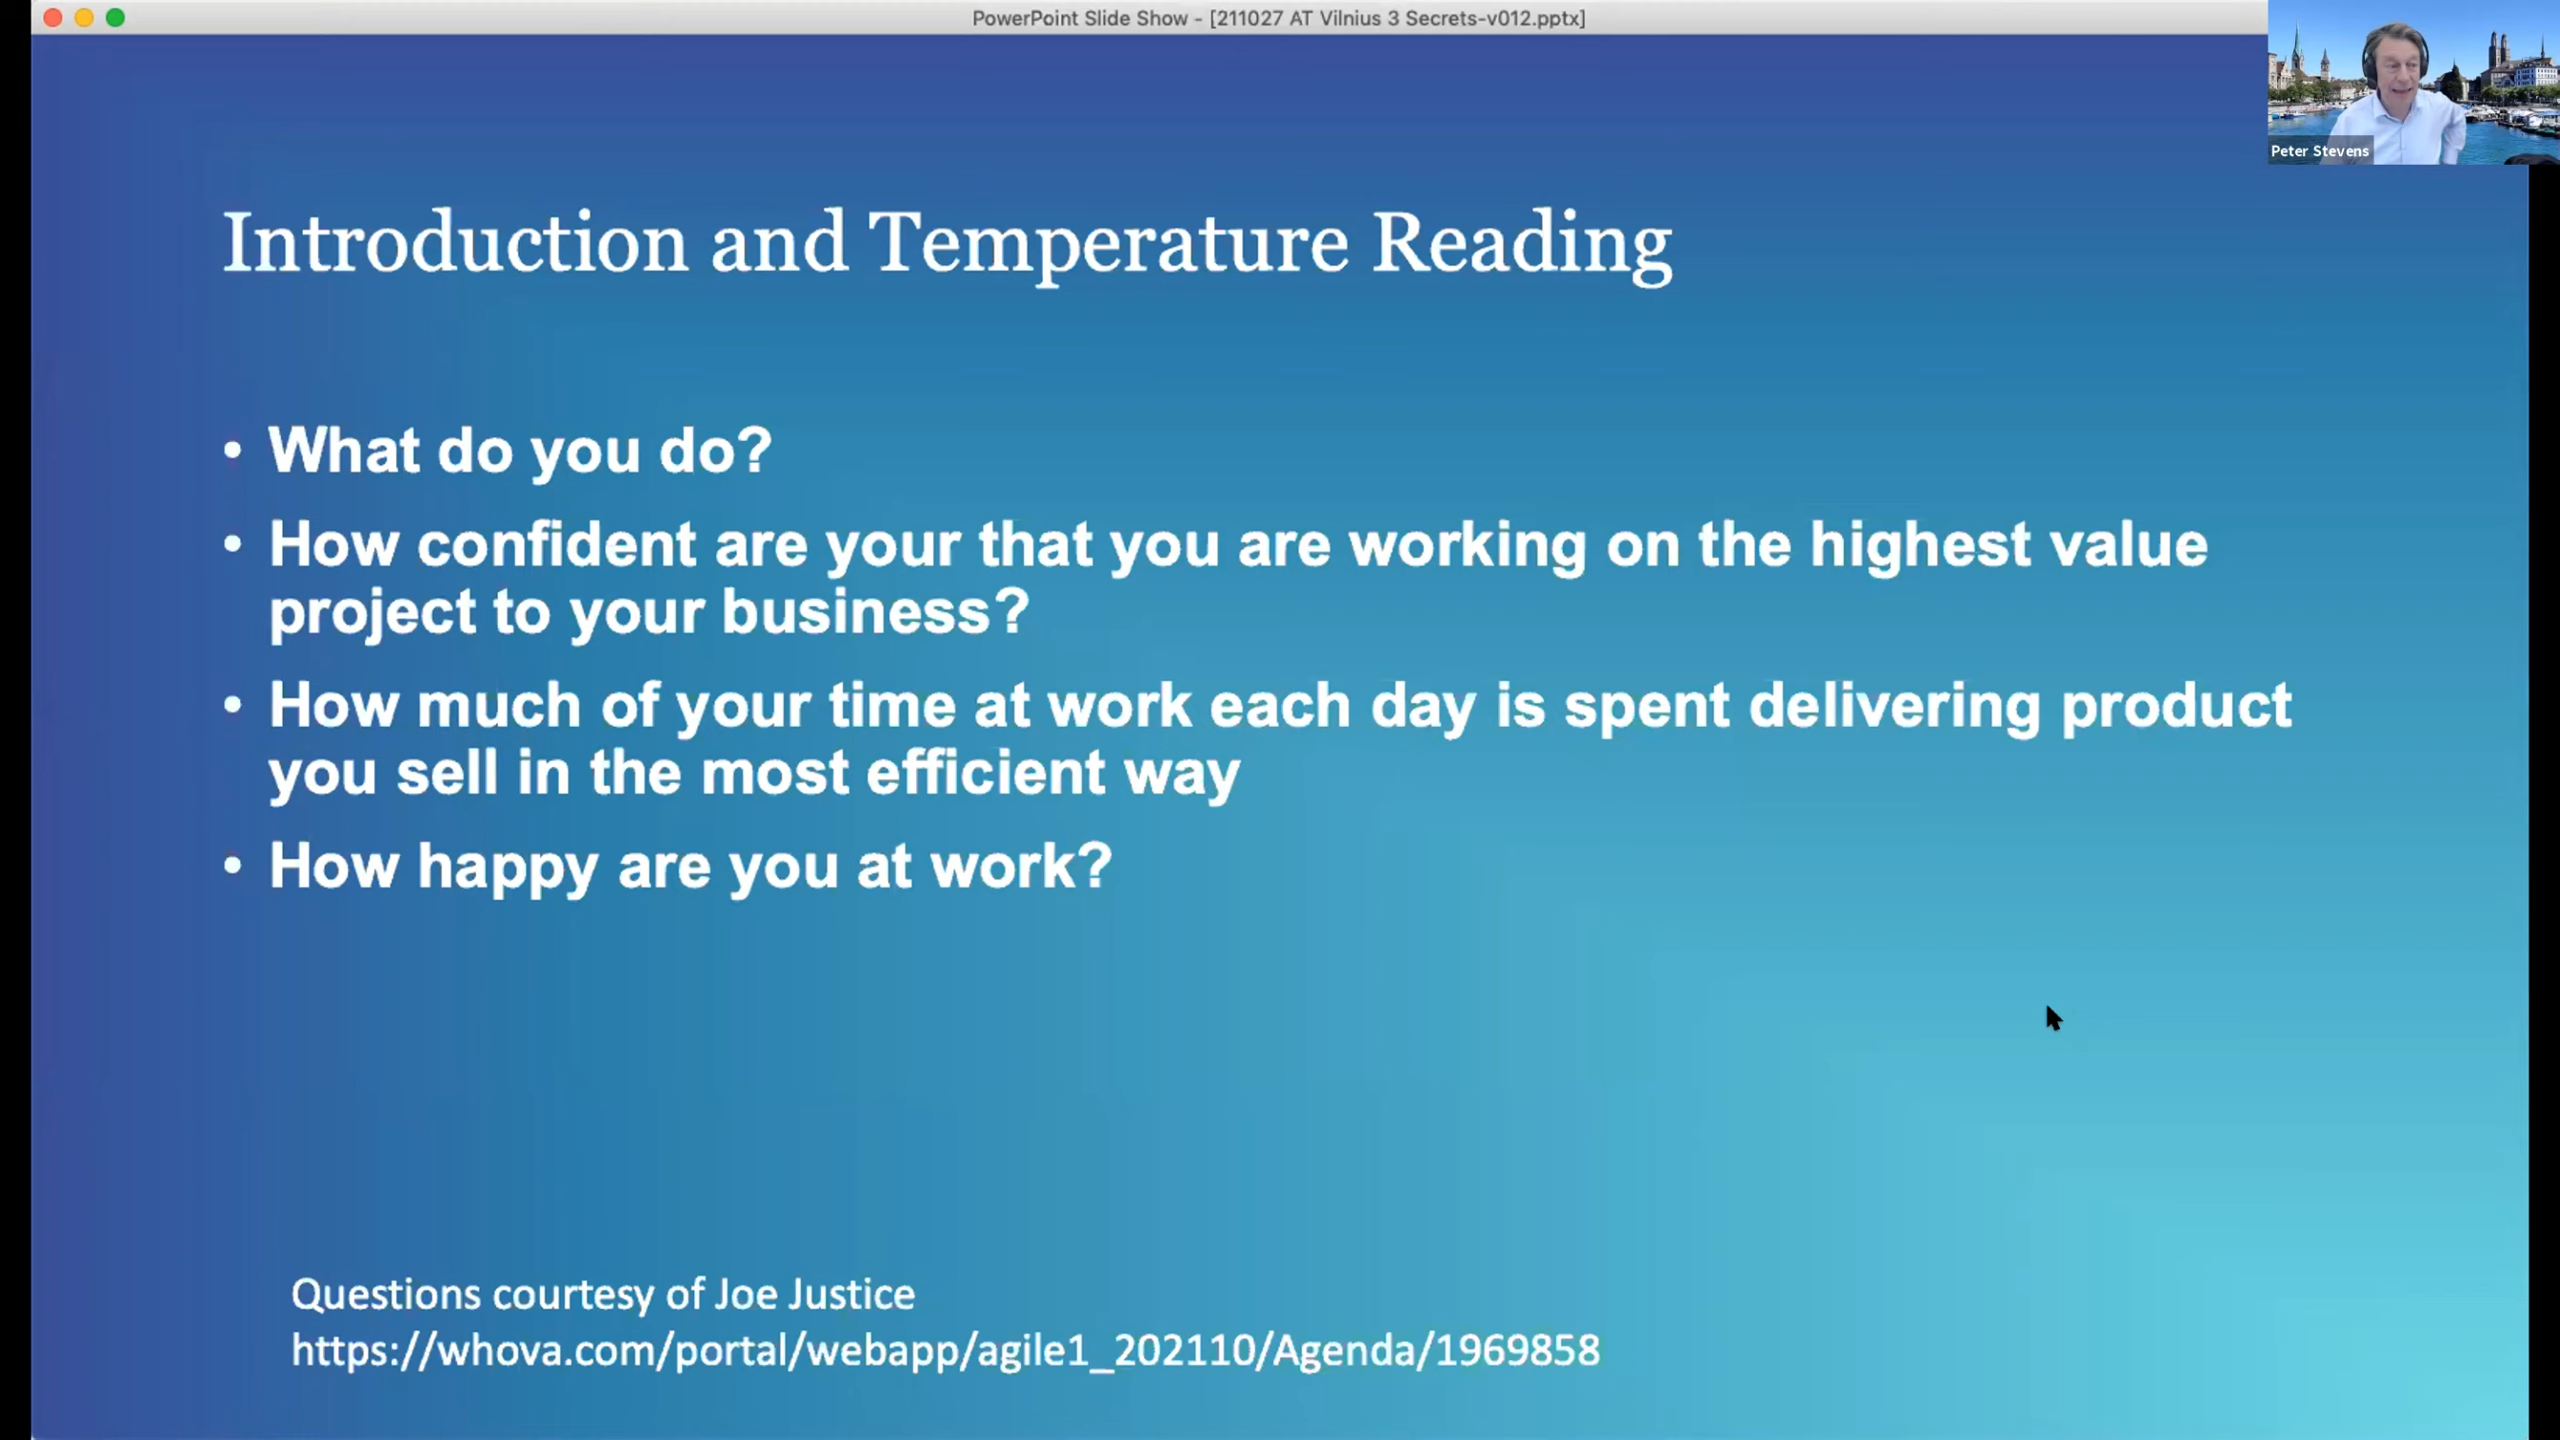 PowerPoint Slide Show - [211027 AT Vilnius 3 Secrets-v012.pptx]
Peter Stevens
Introduction and Temperature Reading
• What do you do?
• How confident are your that you are working on the highest value
project to your business?
• How much of your time at work each day is spent delivering product
you sell in the most efficient way
• How happy are you at work?
Questions courtesy of Joe Justice
https://whova.com/portal/webapp/agile1_202110/Agenda/1969858